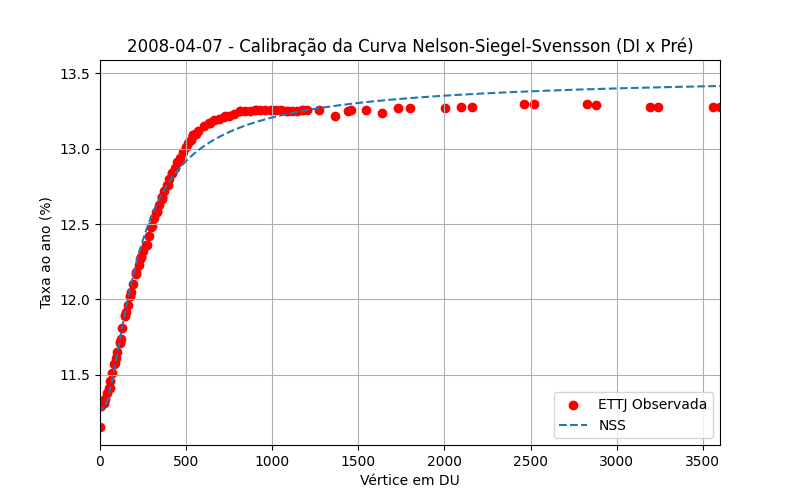 2008-04-07 - Calibração da Curva Nelson-Siegel-Svensson (DI x Pré)
Taxa ao ano (%)
13.5
13.0
12.5
12.0
11.5
0 500 1000 1500 2000 2500 3000 3500
Vértice em DU
ETTJ Observada
NSS